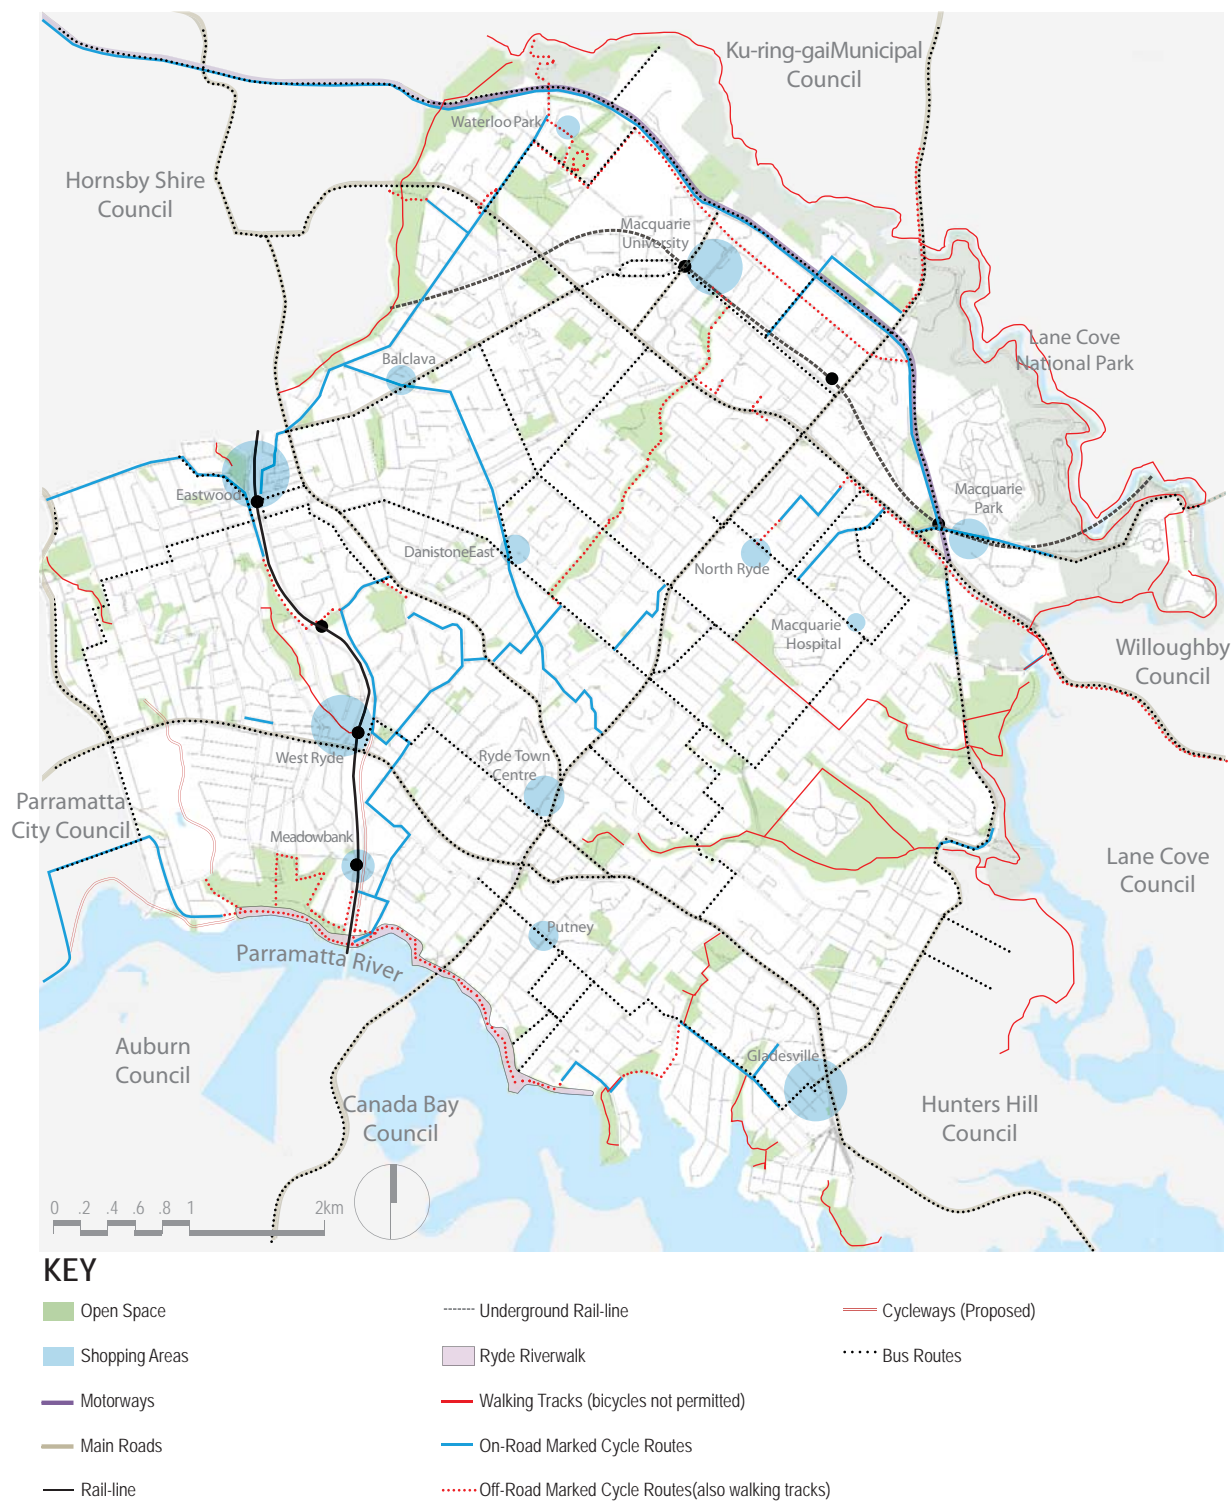 Ku-ring-gaiMunicipal
Council
Waterloo Park
Hornsby Shire
Council
Macquarie
University
Lane Cove
National Park
Balclava
Eastwood
Macquarie
Park
DanistoneEast
North Ryde
Macquarie
Hospital
Willoughby
Council
West Ryde
Ryde Town
Centre
Parramatta
City Council
Meadowbank
Lane Cove
Council
Putney
Parramatta River
Auburn
Council
Gladesville
Canada Bay
Council
Hunters Hill
Council
0 .2 .4 .6 .8 1 2km
KEY
Open Space
Underground Rail-line
Cycleways (Proposed)
Shopping Areas
Ryde Riverwalk
Bus Routes
Motorways
Walking Tracks (bicycles not permitted)
Main Roads
On-Road Marked Cycle Routes
Rail-line
Off-Road Marked Cycle Routes(also walking tracks)